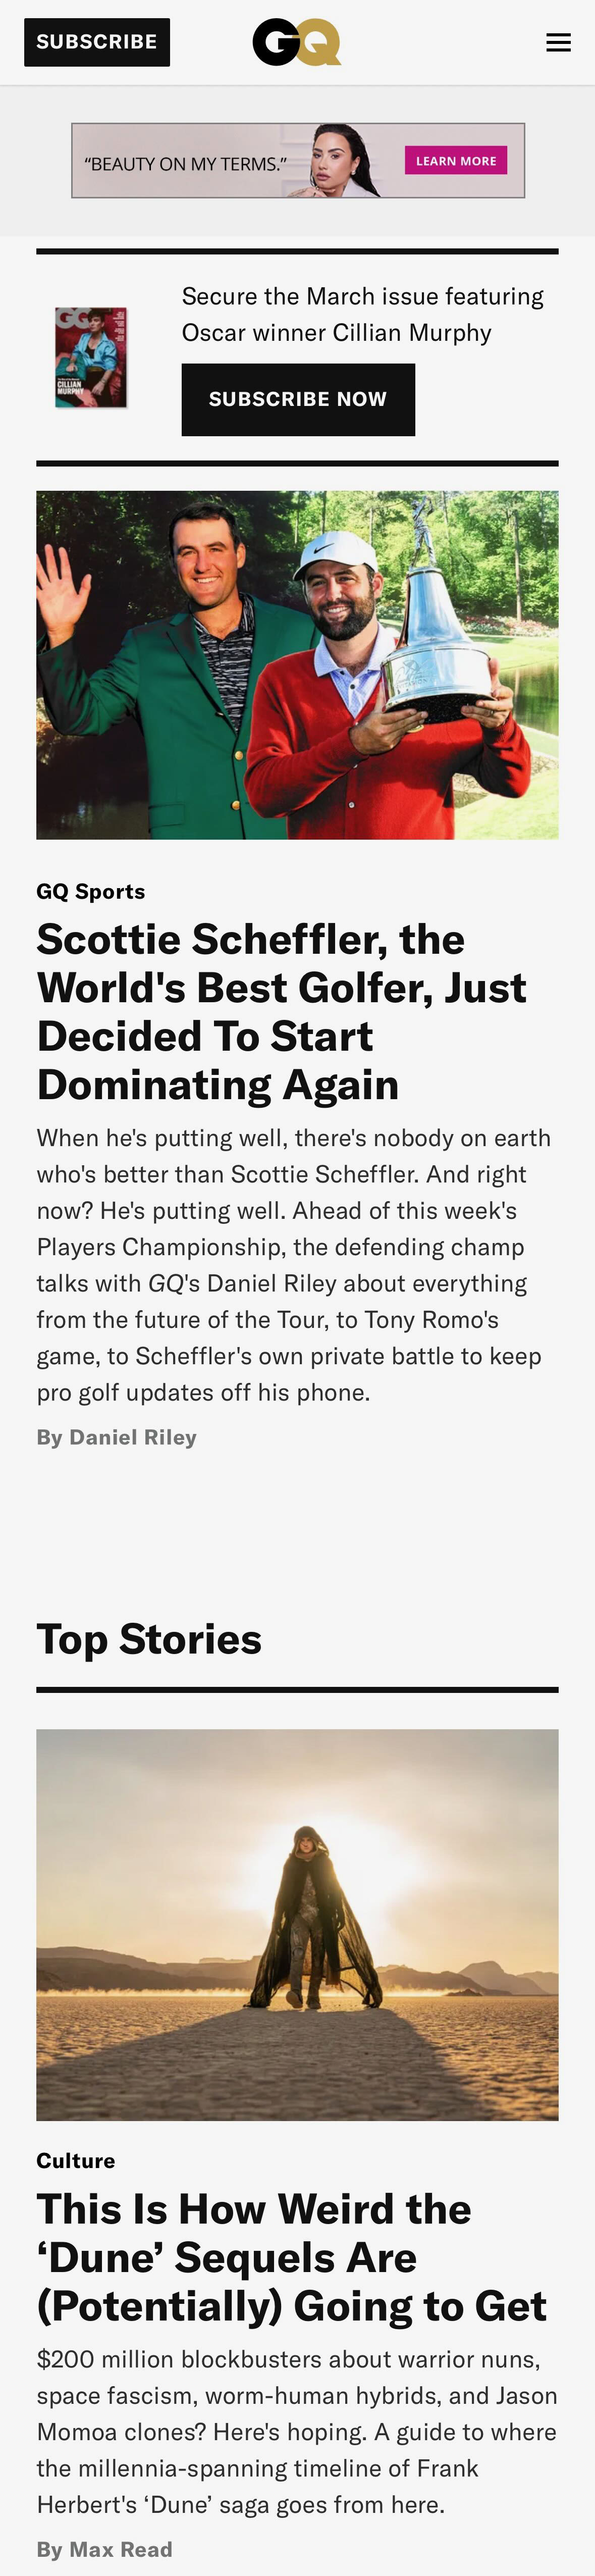 SUBSCRIBE
GQ
“BEAUTY ON MY TERMS.”
LEARN MORE
Secure the March issue featuring
Oscar winner Cillian Murphy
GQ
CILLIAN
MURPHY
SUBSCRIBE NOW
GQ Sports
Scottie Scheffler, the
World's Best Golfer, Just
Decided To Start
Dominating Again
When he's putting well, there's nobody on earth
who's better than Scottie Scheffler. And right
now? He's putting well. Ahead of this week's
Players Championship, the defending champ
talks with GQ's Daniel Riley about everything
from the future of the Tour, to Tony Romo's
game, to Scheffler's own private battle to keep
pro golf updates off his phone.
By Daniel Riley
Top Stories
Culture
This Is How Weird the
‘Dune’ Sequels Are
(Potentially) Going to Get
$200 million blockbusters about warrior nuns,
space fascism, worm-human hybrids, and Jason
Momoa clones? Here's hoping. A guide to where
the millennia-spanning timeline of Frank
Herbert's ‘Dune’ saga goes from here.
By Max Read